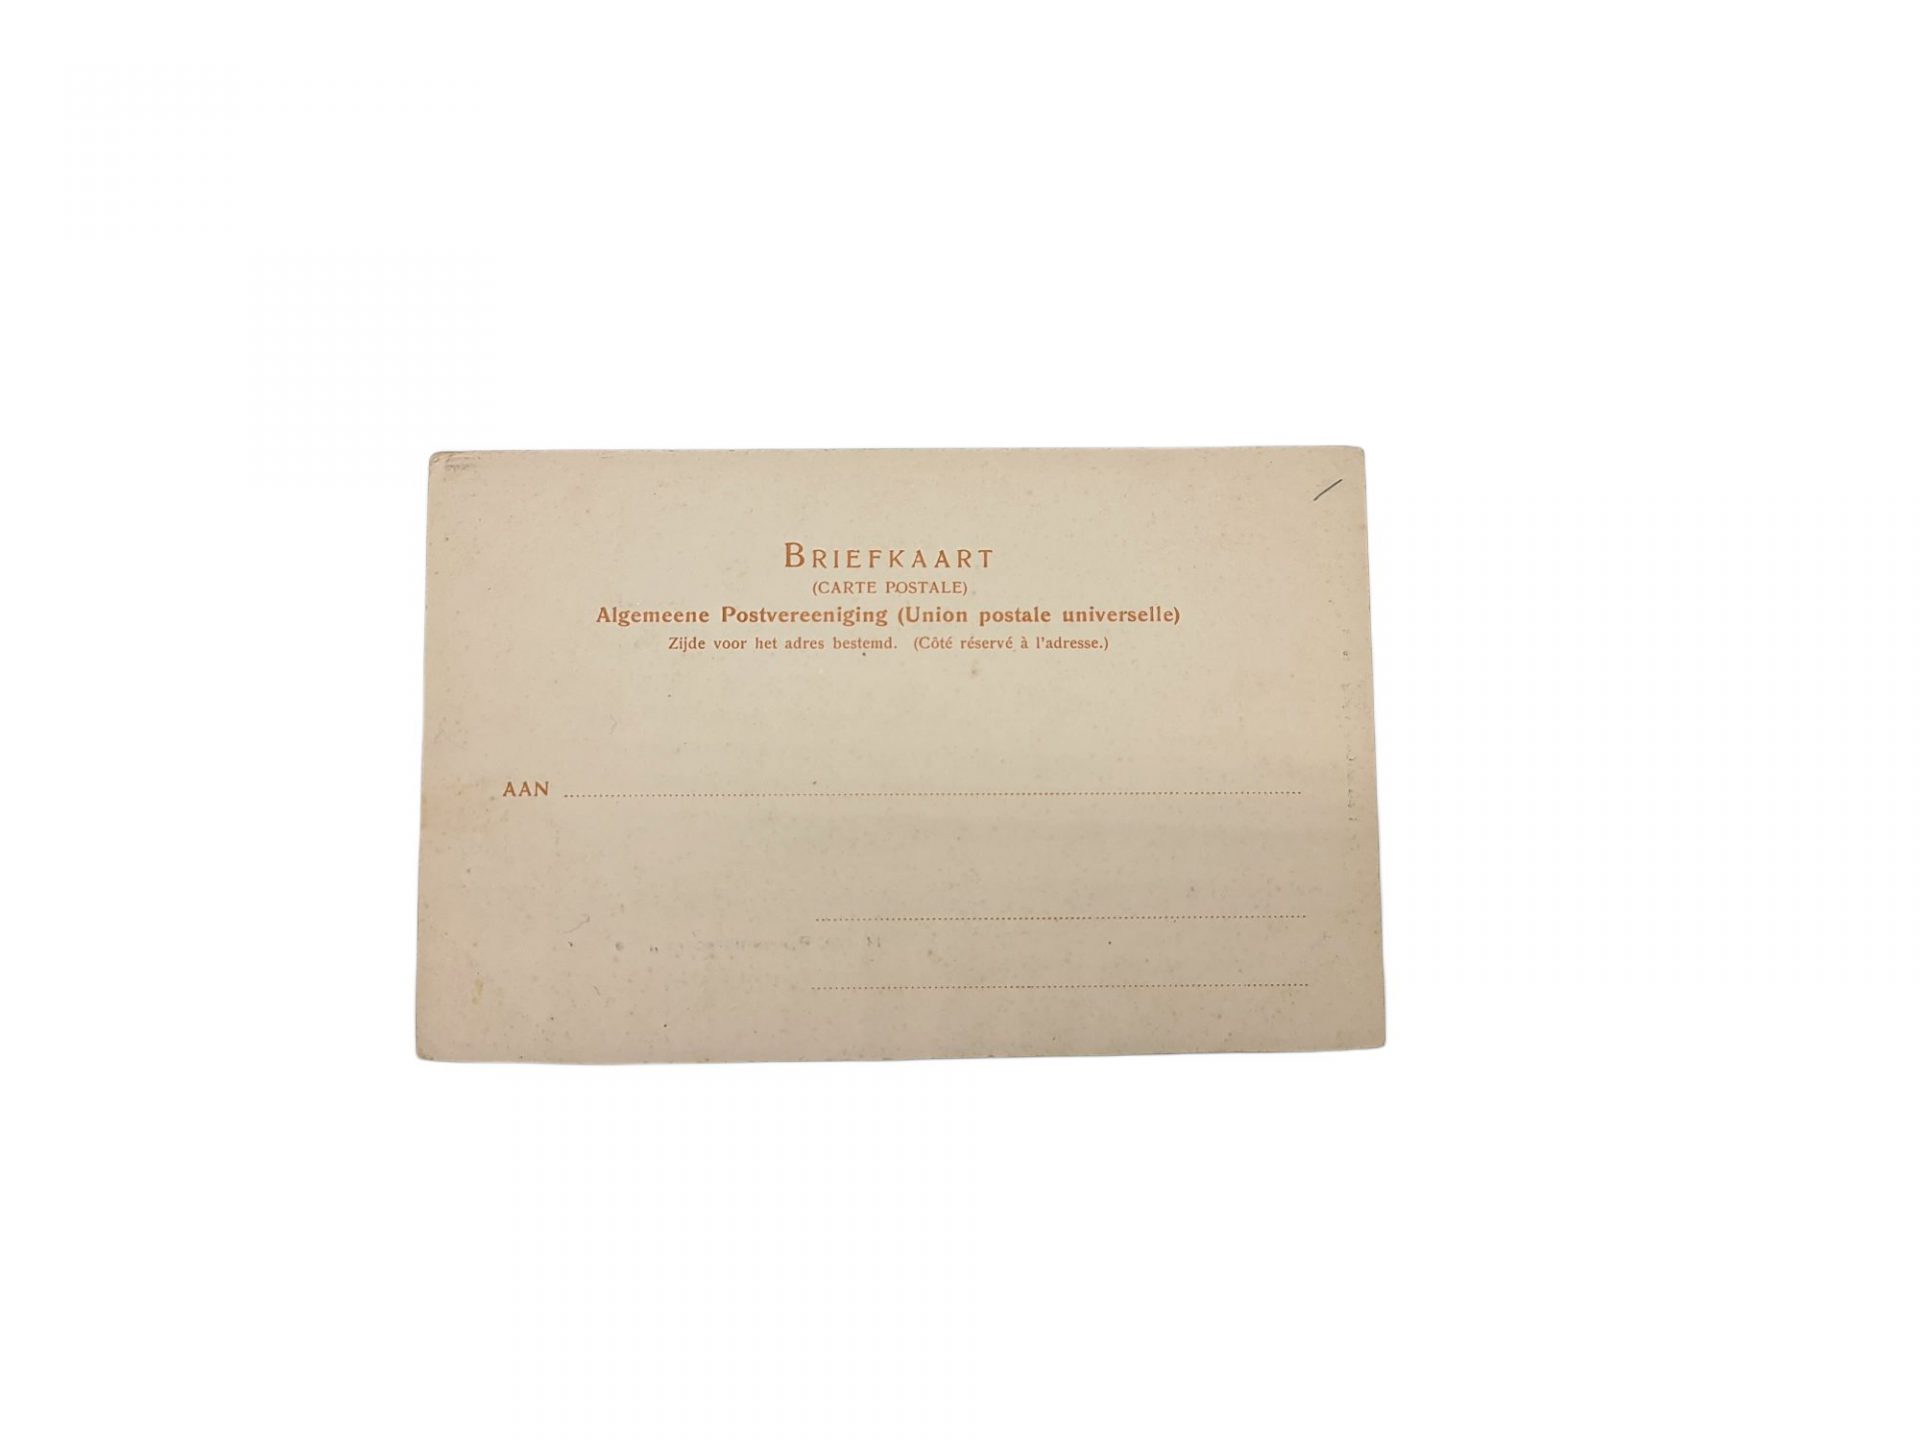 BRIEFKAART
(CARTE POSTALE)
Algemeene Postvereeniging (Union postale universelle)
Zijde voor het adres bestemd. (Côté réservé à l'adresse.)
AAN